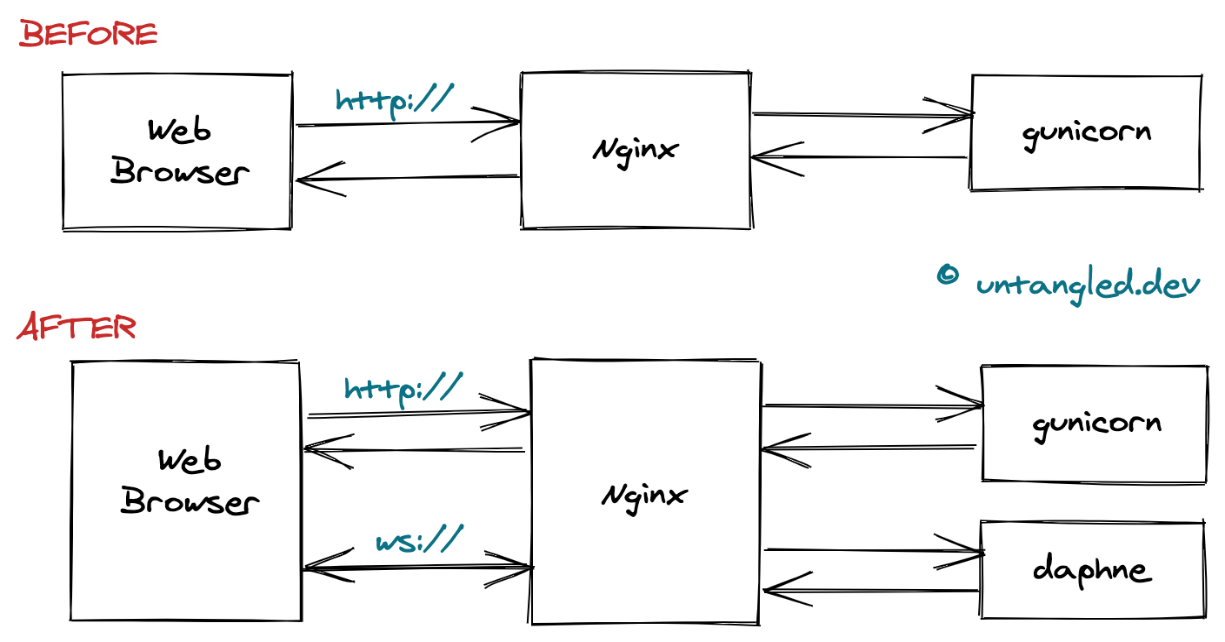 BEFORE
http://
Web
Browser
Nginx
gunicorn
© untangled.dev
AFTER
http://
Web
Browser
ws://
Nginx
gunicorn
daphne